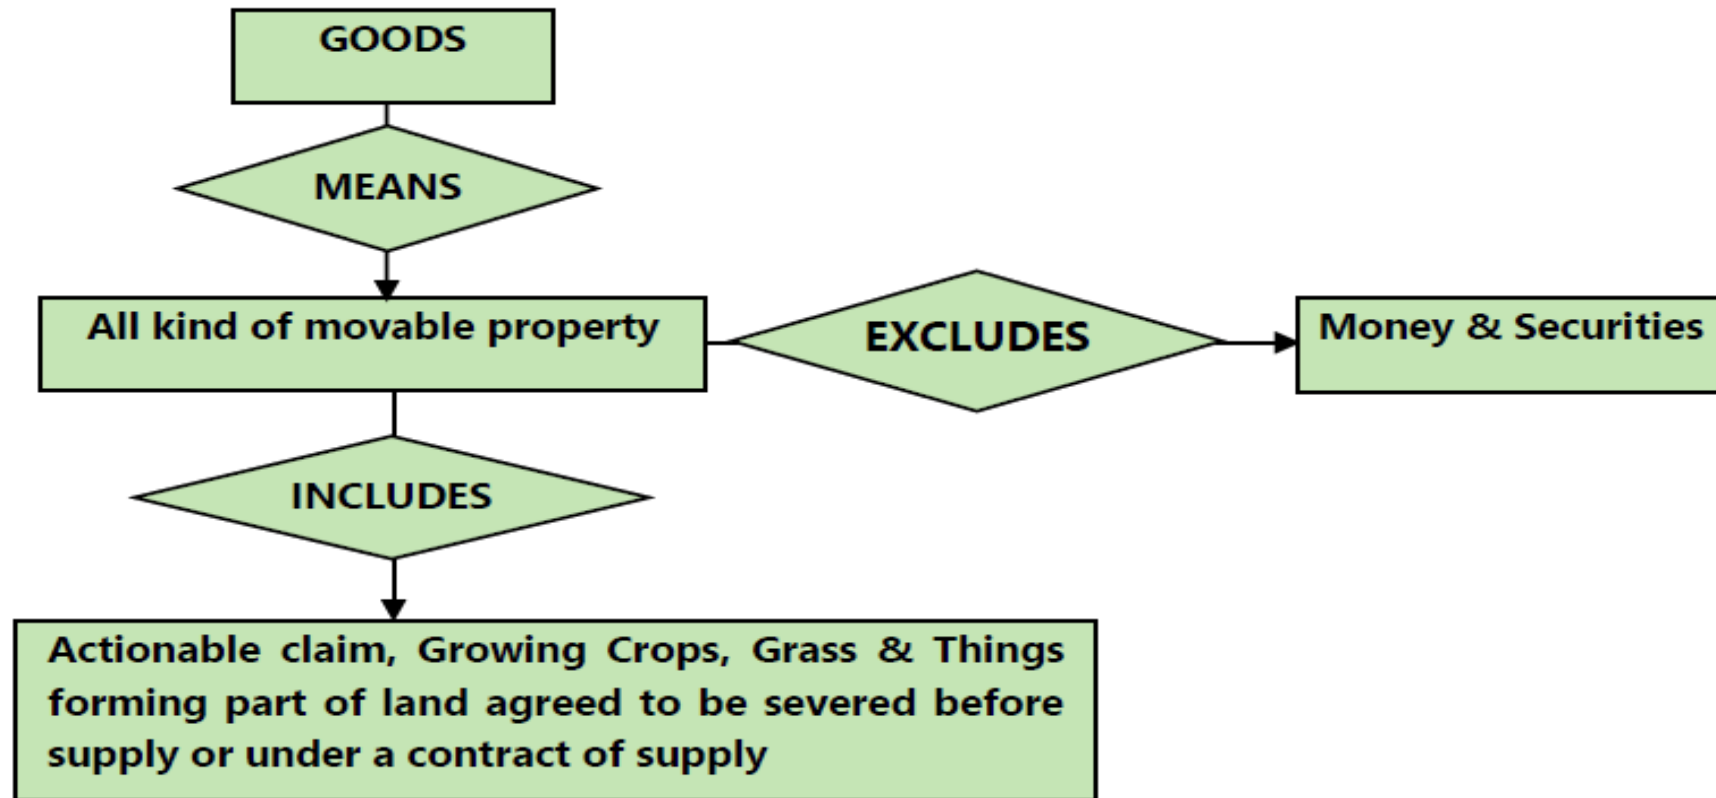 GOODS
MEANS
All kind of movable property
EXCLUDES
Money & Securities
INCLUDES
Actionable claim, Growing Crops, Grass & Things
forming part of land agreed to be severed before
supply or under a contract of supply